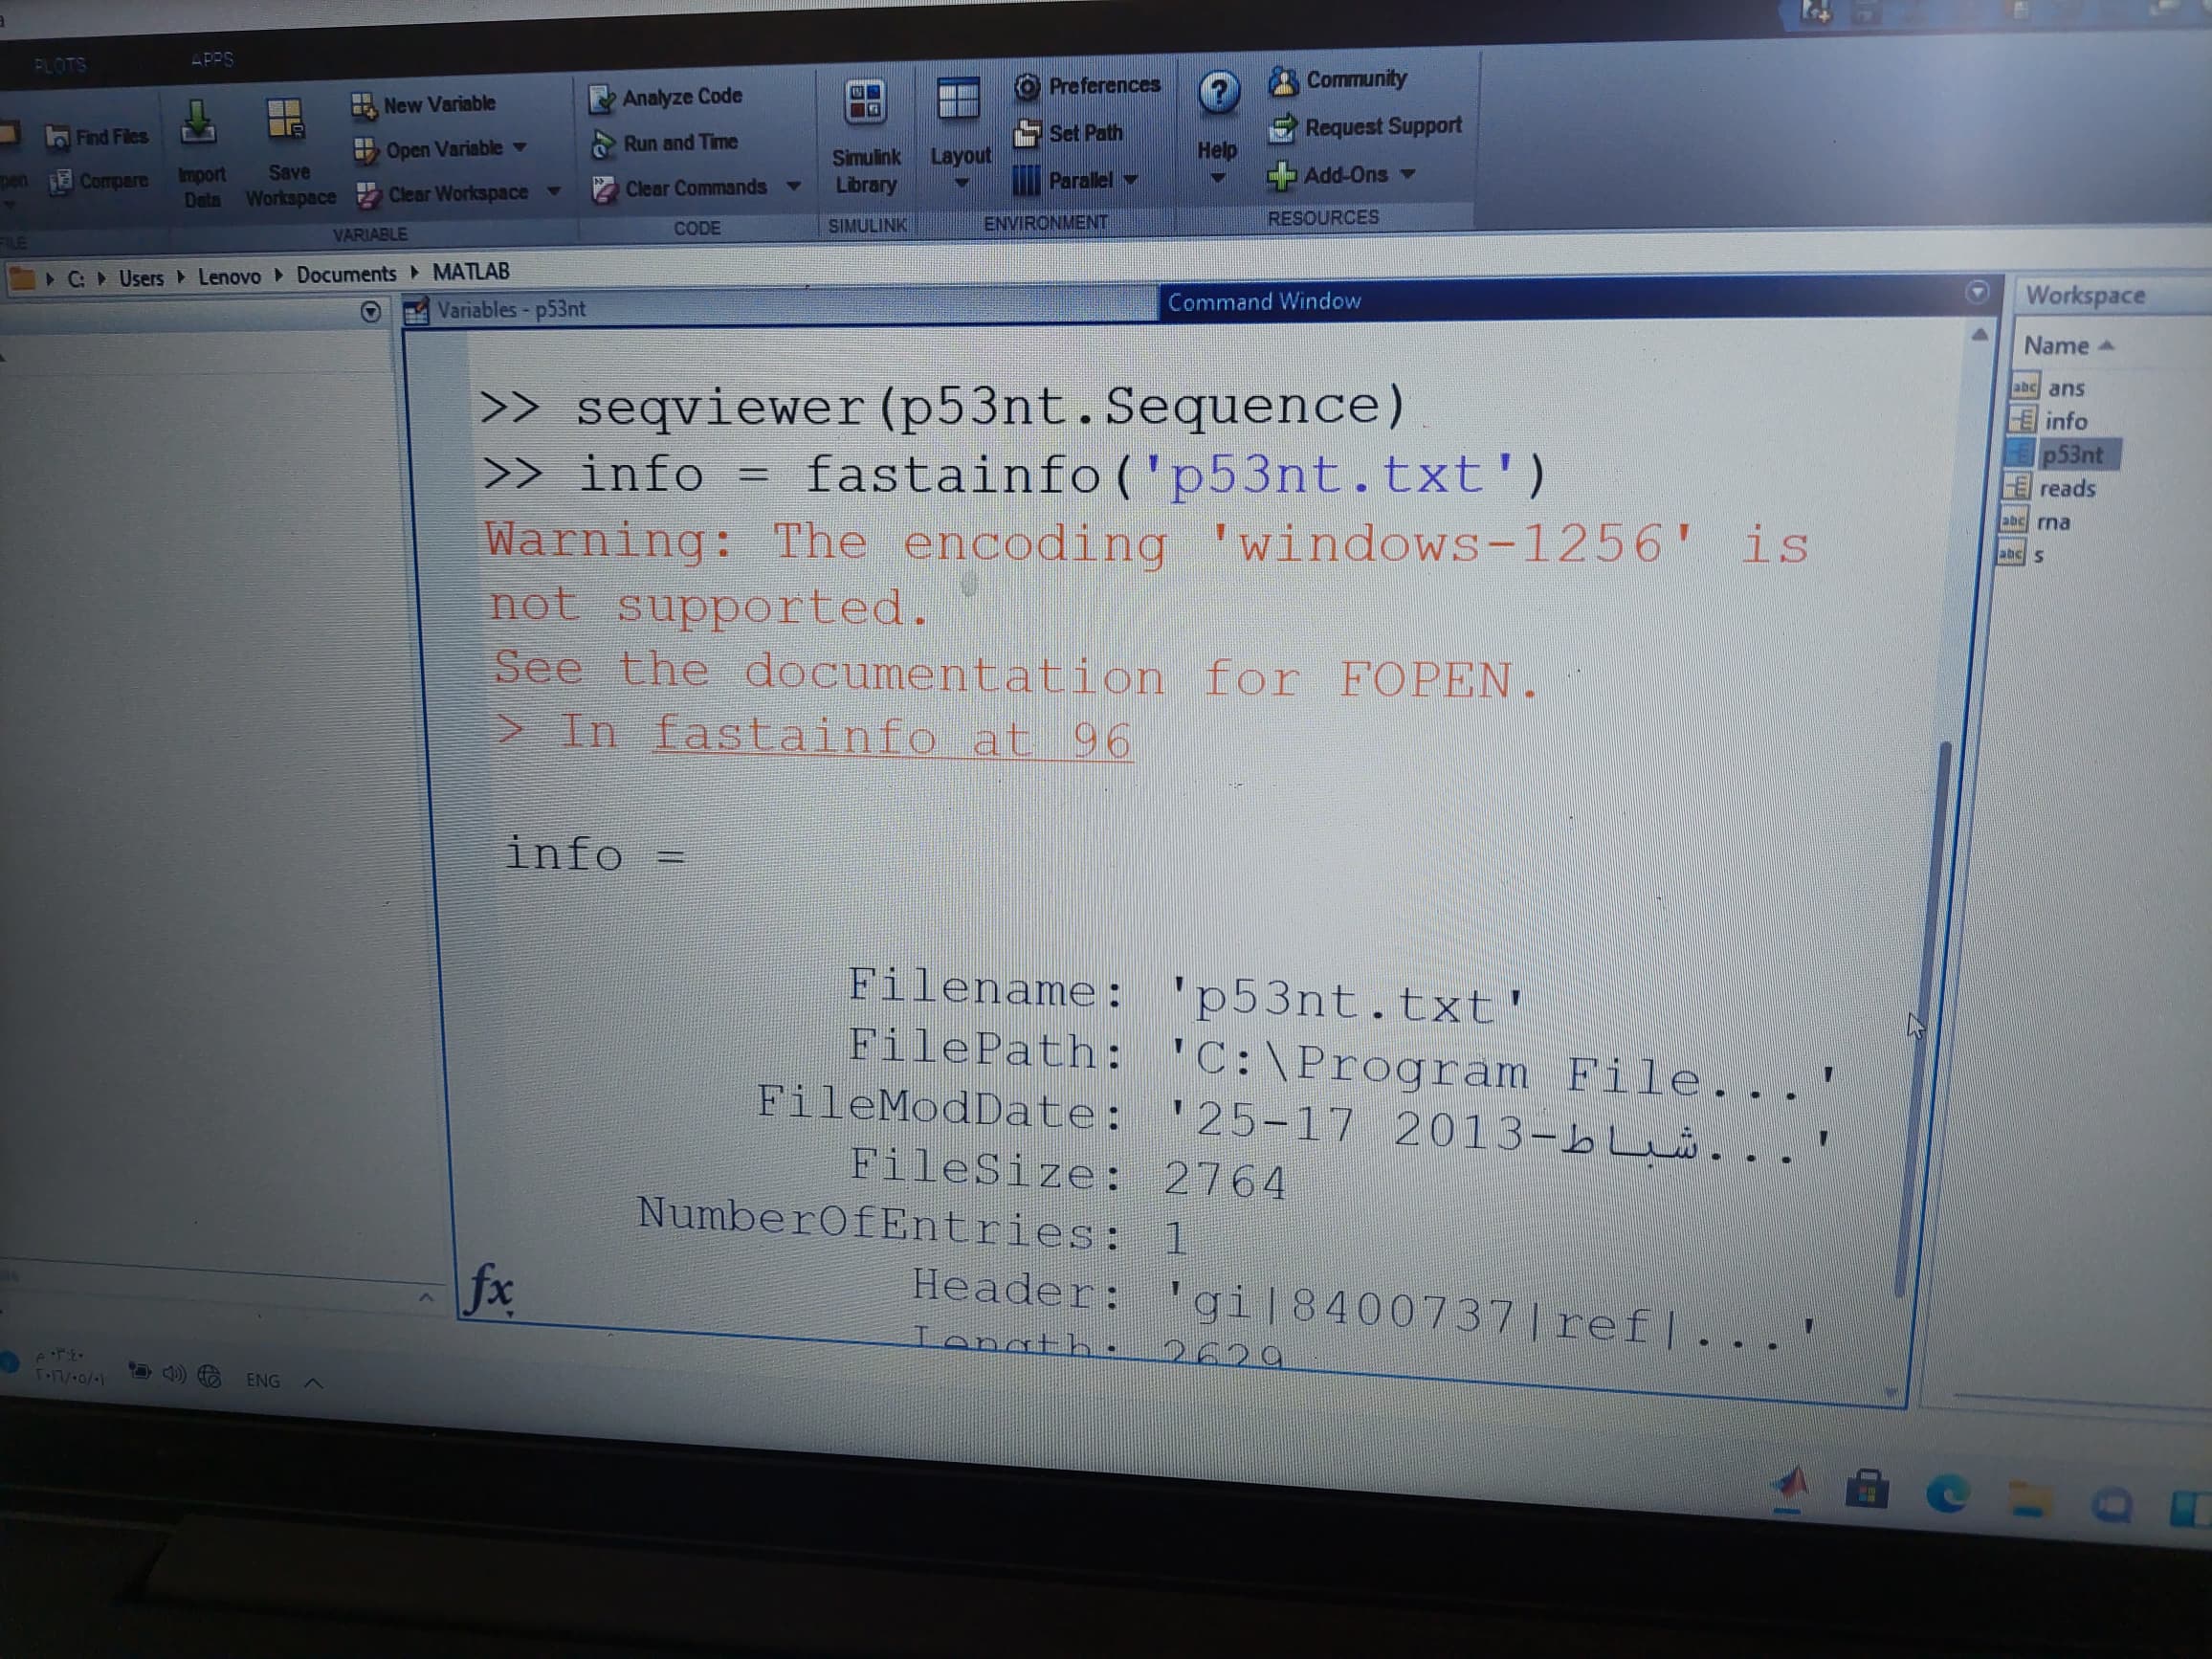 PLOTS
APPS
Find Files
Compare
Import
Data
Save
Workspace
New Variable
Open Variable
Clear Workspace
Analyze Code
Run and Time
Clear Commands
Simulink
Library
Layout
Preferences
Set Path
Parallel
Help
Community
Request Support
Add-Ons
VARIABLE
CODE
SIMULINK
ENVIRONMENT
RESOURCES
C: Users Lenovo Documents MATLAB
Variables - p53nt
Command Window
Workspace
Name
ans
info
p53nt
reads
rna
s
>> seqviewer(p53nt.Sequence)
>> info = fastainfo('p53nt.txt')
Warning: The encoding 'windows-1256' is
not supported.
See the documentation for FOPEN.
> In fastainfo at 96
info =
Filename: 'p53nt.txt'
FilePath: 'C:\Program File...'
FileModDate: '25-17 2013-شباط...'
FileSize: 2764
NumberOfEntries: 1
Header: 'gi|8400737|ref|...'
Length: 2629
fx
ENG